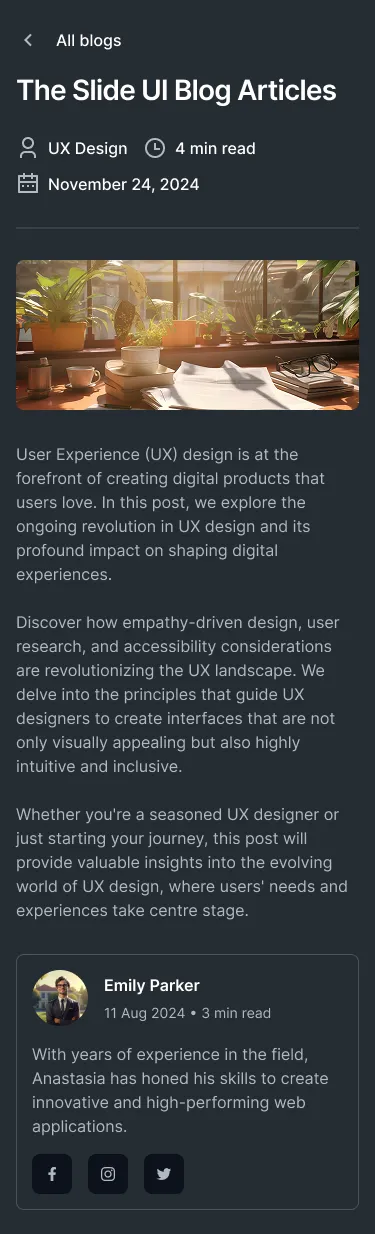 All blogs
The Slide UI Blog Articles
UX Design
4 min read
November 24, 2024
User Experience (UX) design is at the
forefront of creating digital products that
users love. In this post, we explore the
ongoing revolution in UX design and its
profound impact on shaping digital
experiences.
Discover how empathy-driven design, user
research, and accessibility considerations
are revolutionizing the UX landscape. We
delve into the principles that guide UX
designers to create interfaces that are not
only visually appealing but also highly
intuitive and inclusive.
Whether you're a seasoned UX designer or
just starting your journey, this post will
provide valuable insights into the evolving
world of UX design, where users' needs and
experiences take centre stage.
Emily Parker
11 Aug 2024 • 3 min read
With years of experience in the field,
Anastasia has honed his skills to create
innovative and high-performing web
applications.